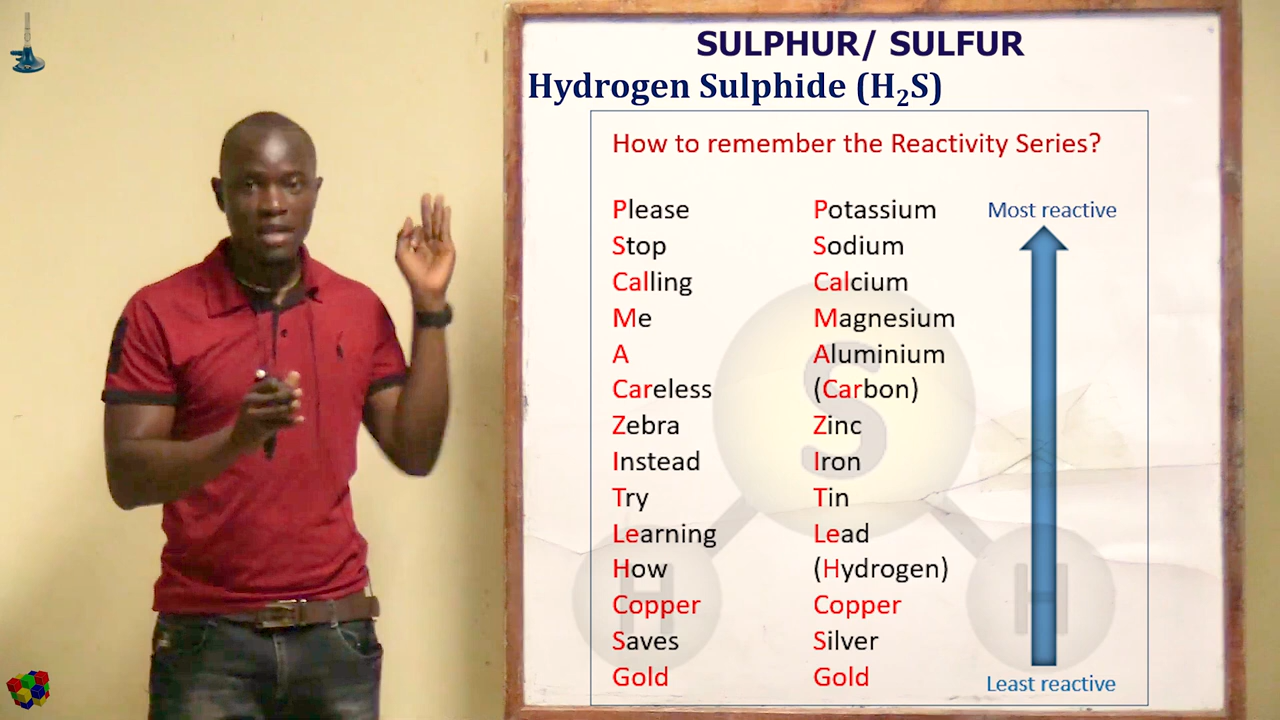 SULPHUR/ SULFUR
Hydrogen Sulphide (H₂S)
How to remember the Reactivity Series?
Please Potassium Most reactive
Stop Sodium
Calling Calcium
Me Magnesium
A Aluminium
Careless (Carbon)
Zebra Zinc
Instead Iron
Try Tin
Learning Lead
How (Hydrogen)
Copper Copper
Saves Silver
Gold Gold
Least reactive
S
H H